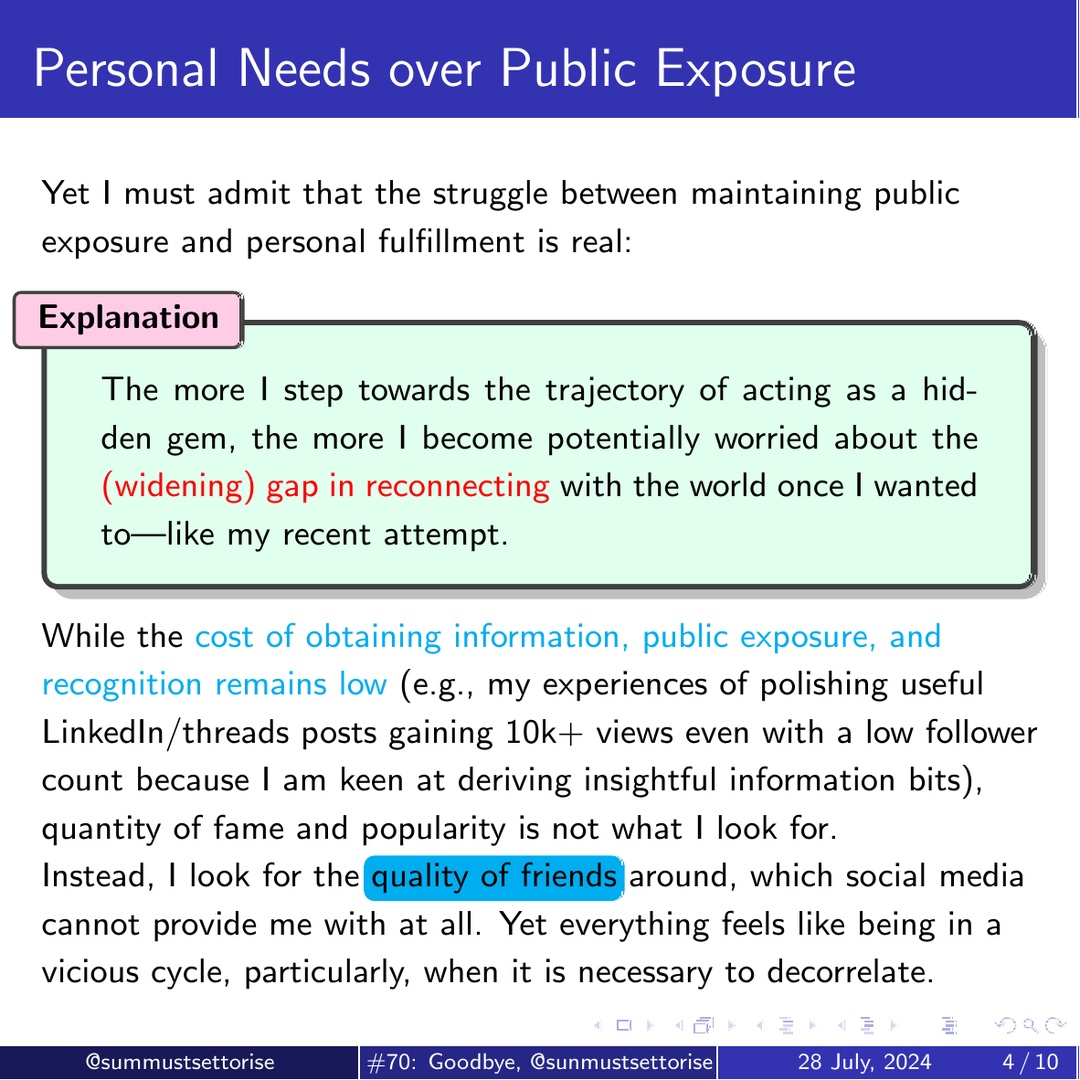 Personal Needs over Public Exposure
Yet I must admit that the struggle between maintaining public
exposure and personal fulfillment is real:
Explanation
The more I step towards the trajectory of acting as a hid-
den gem, the more I become potentially worried about the
(widening) gap in reconnecting with the world once I wanted
to—like my recent attempt.
While the cost of obtaining information, public exposure, and
recognition remains low (e.g., my experiences of polishing useful
LinkedIn/threads posts gaining 10k+ views even with a low follower
count because I am keen at deriving insightful information bits),
quantity of fame and popularity is not what I look for.
Instead, I look for the quality of friends around, which social media
cannot provide me with at all. Yet everything feels like being in a
vicious cycle, particularly, when it is necessary to decorrelate.
@summustsettorise
#70: Goodbye, @sunmustsettorise
28 July, 2024
4 / 10